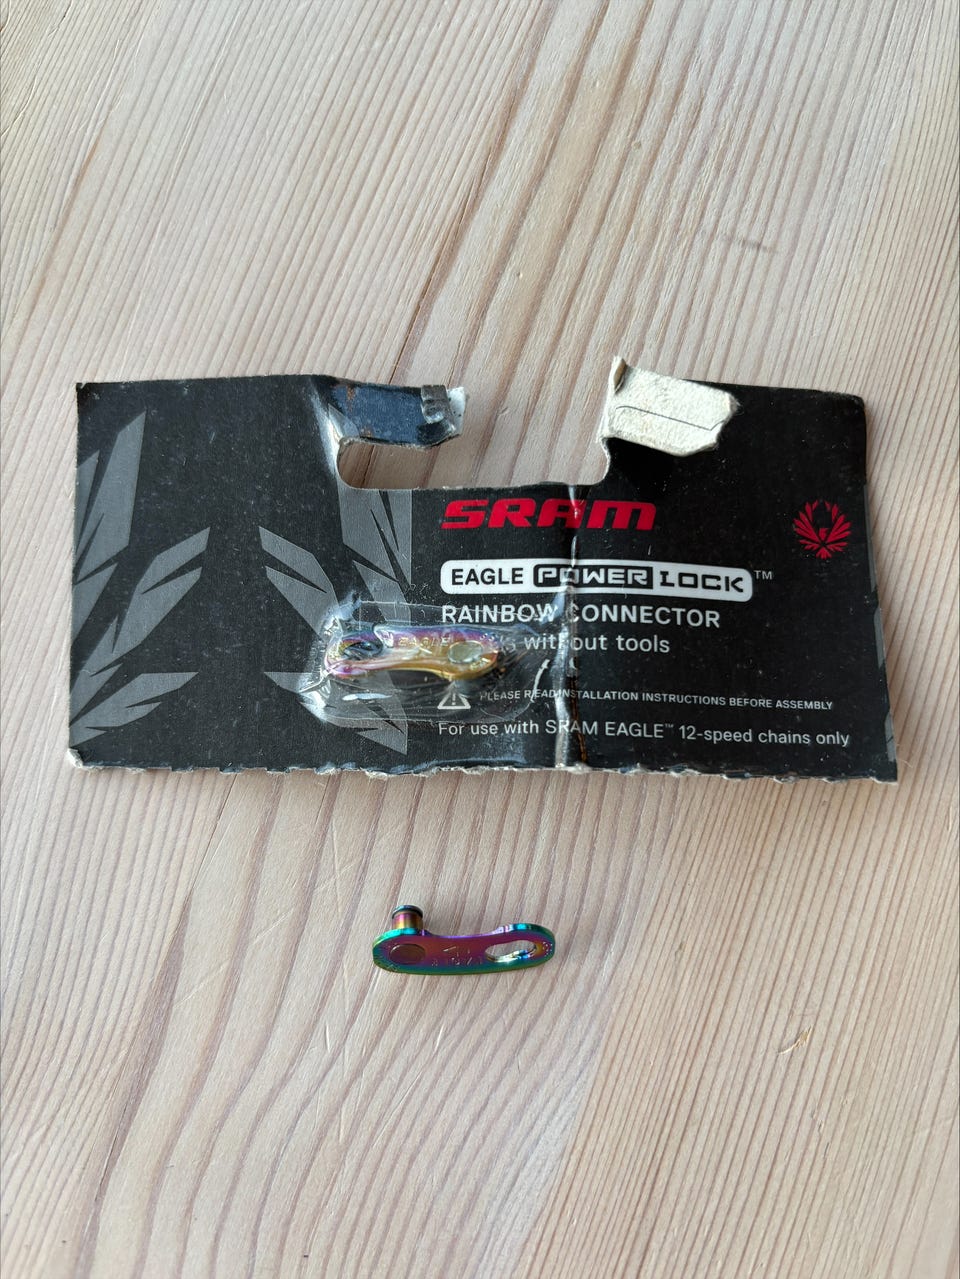 SRAM
EAGLE POWER LOCK™
RAINBOW CONNECTOR
without tools
PLEASE READ INSTALLATION INSTRUCTIONS BEFORE ASSEMBLY
For use with SRAM EAGLE™ 12-speed chains only
EAGLE